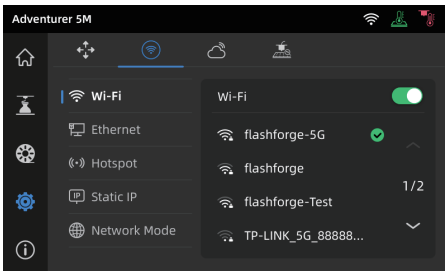 Adventurer 5M
Wi-Fi
Ethernet
Hotspot
IP
Static IP
Network Mode
Wi-Fi
flashforge-5G
flashforge
flashforge-Test
TP-LINK_5G_88888...
1/2